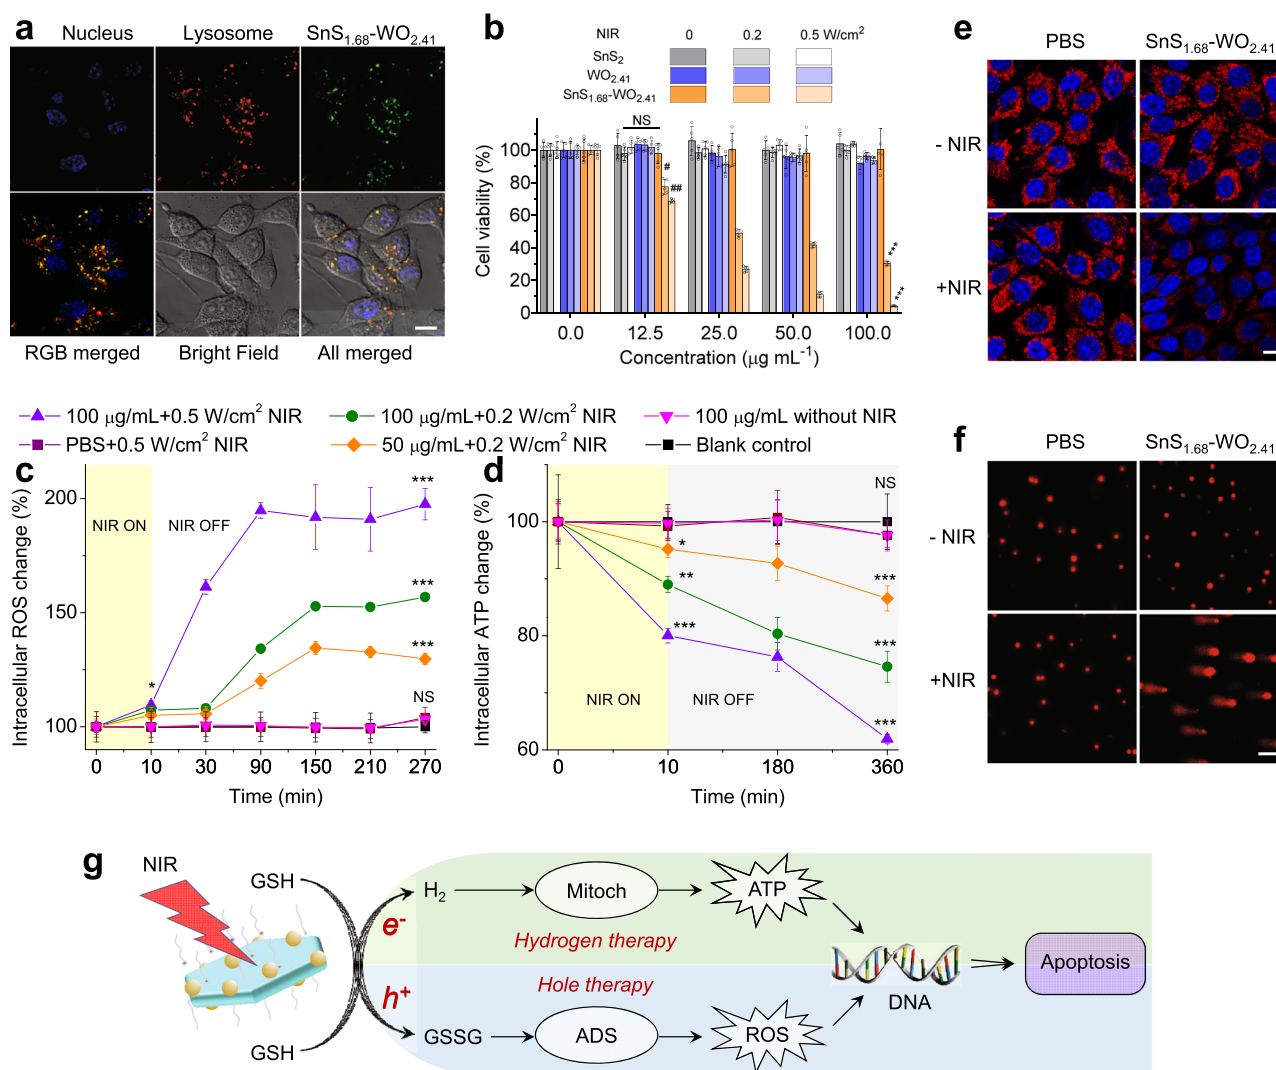 a
Nucleus Lysosome SnS1.68-WO2.41
RGB merged Bright Field All merged
b
NIR 0 0.2 0.5 W/cm2
SnS2
WO2.41
SnS1.68-WO2.41
Cell viability (%)
100
80
60
40
20
0
NS
#
##
***
***
0.0 12.5 25.0 50.0 100.0
Concentration (μg mL-1)
e
PBS SnS1.68-WO2.41
- NIR
+NIR
100 μg/mL+0.5 W/cm2 NIR 100 μg/mL+0.2 W/cm2 NIR 100 μg/mL without NIR
PBS+0.5 W/cm2 NIR 50 μg/mL+0.2 W/cm2 NIR Blank control
c
Intracellular ROS change (%)
200
150
100
NIR ON NIR OFF
*
***
***
***
NS
0 10 30 90 150 210 270
Time (min)
d
Intracellular ATP change (%)
100
80
60
NS
*
**
***
***
***
***
NIR ON NIR OFF
0 10 180 360
Time (min)
f
PBS SnS1.68-WO2.41
- NIR
+NIR
g
NIR
GSH
GSH
e-
h+
H2 Mitoch ATP
Hydrogen therapy
Hole therapy
GSSG ADS ROS
DNA
Apoptosis